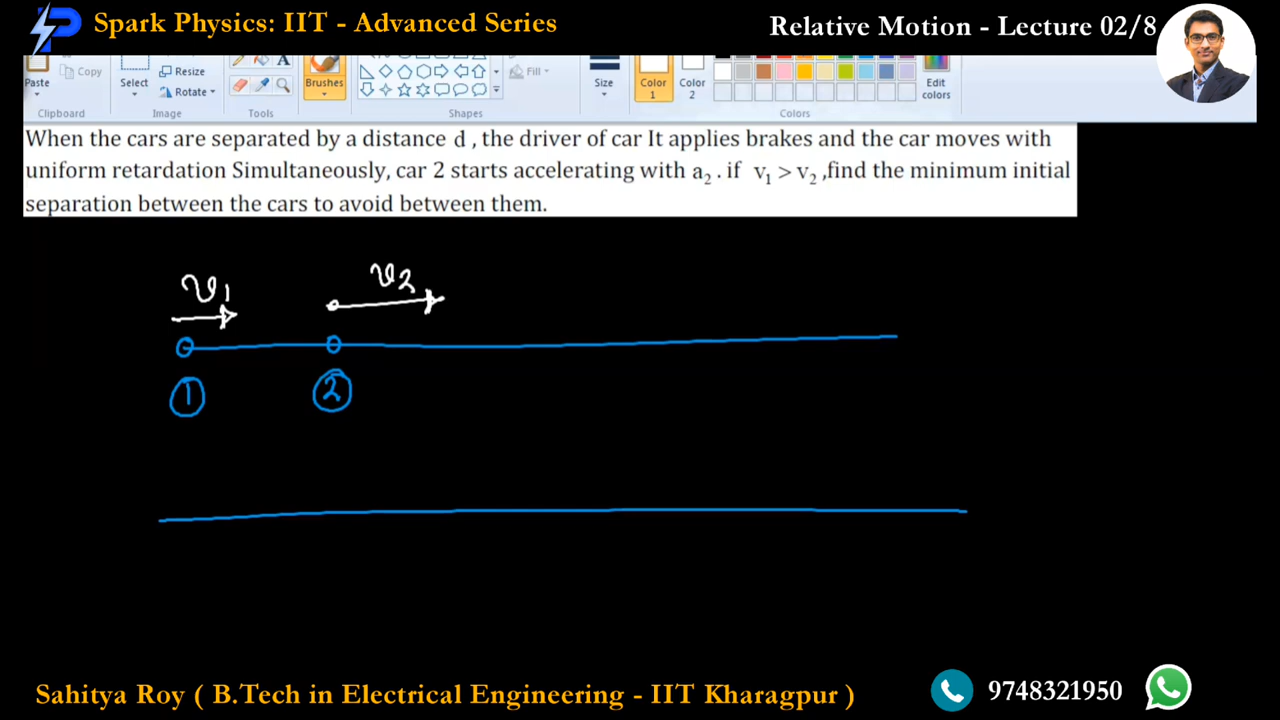 Spark Physics: IIT - Advanced Series
Relative Motion - Lecture 02/8
Paste
Copy
Clipboard
Select
Resize
Rotate
Image
A
Tools
Brushes
Shapes
Fill
Size
Color 1
Color 2
Edit colors
Colors
When the cars are separated by a distance d , the driver of car It applies brakes and the car moves with
uniform retardation Simultaneously, car 2 starts accelerating with a₂ . if v₁ > v₂ ,find the minimum initial
separation between the cars to avoid between them.
v1
v2
1
2
Sahitya Roy ( B.Tech in Electrical Engineering - IIT Kharagpur )
9748321950